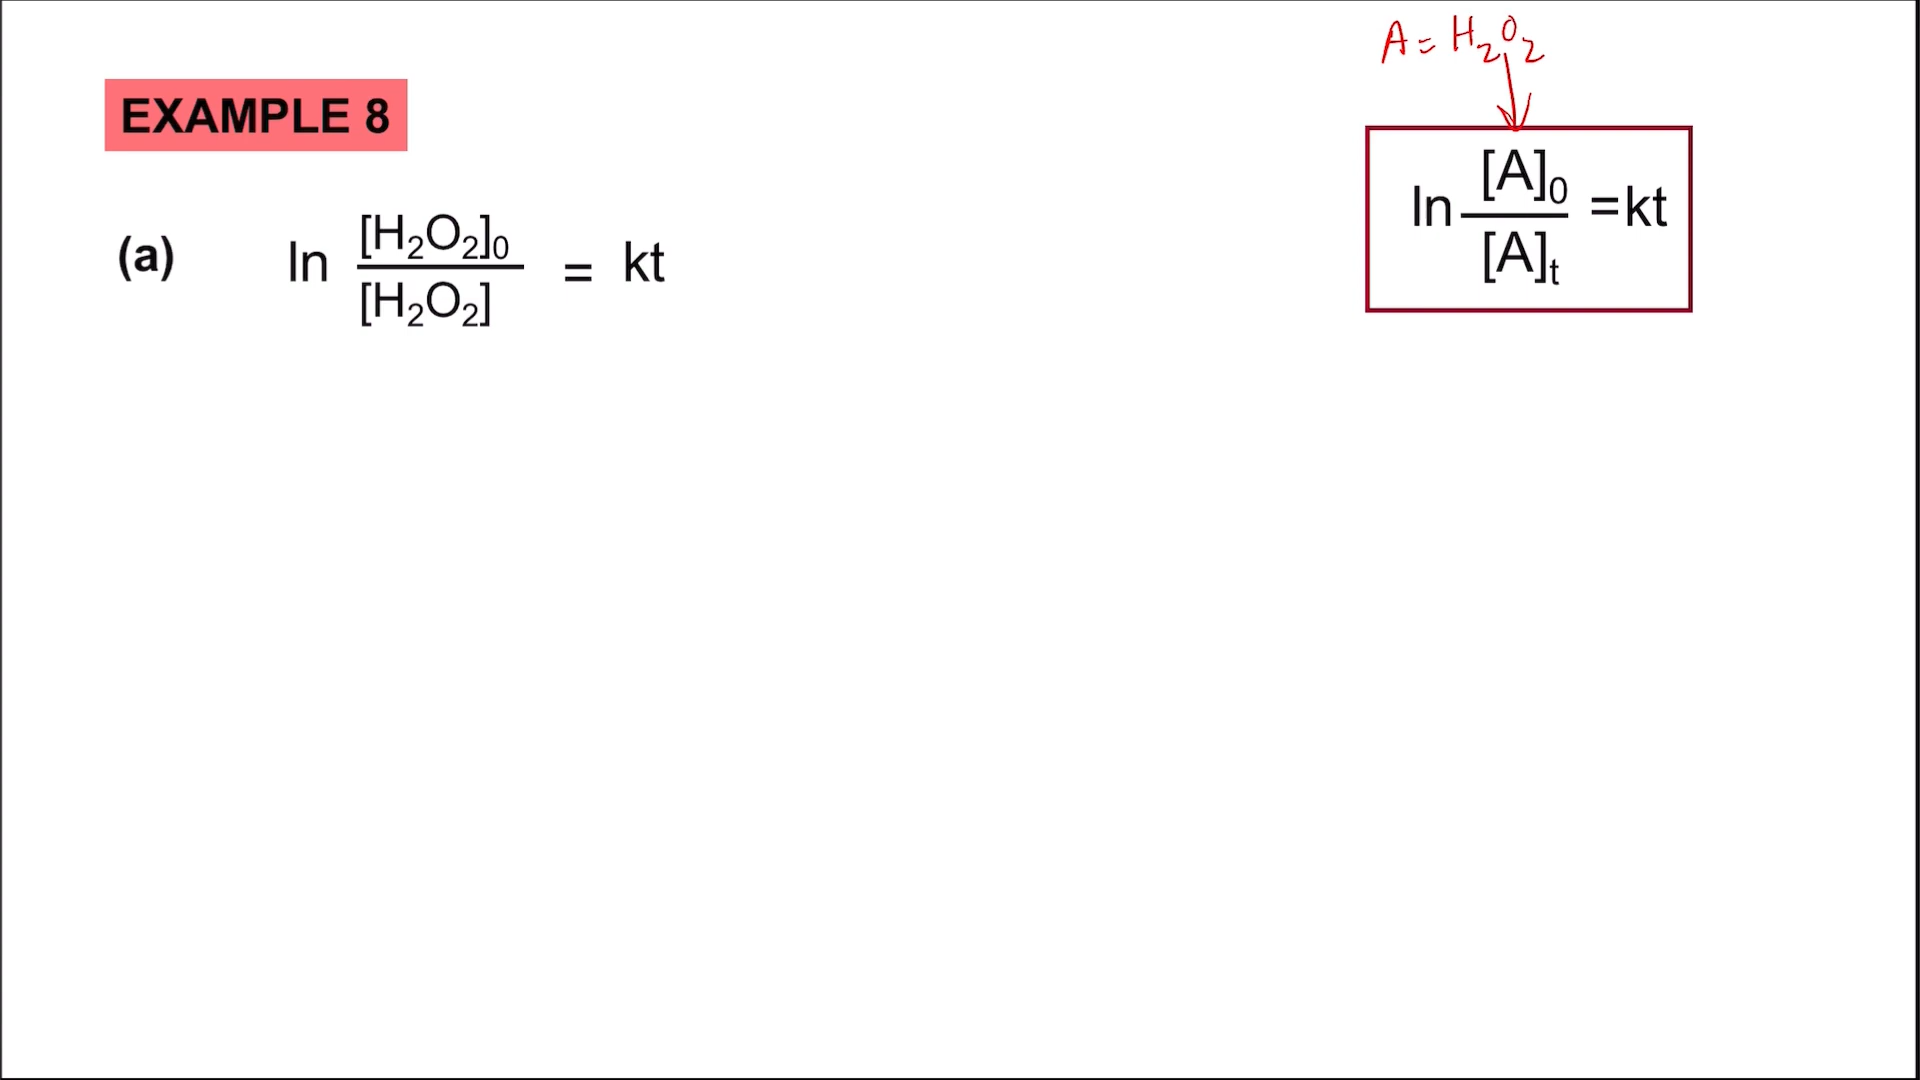 A = H₂O₂
EXAMPLE 8
ln [A]₀ / [A]ₜ = kt
(a) ln [H₂O₂]₀ / [H₂O₂] = kt